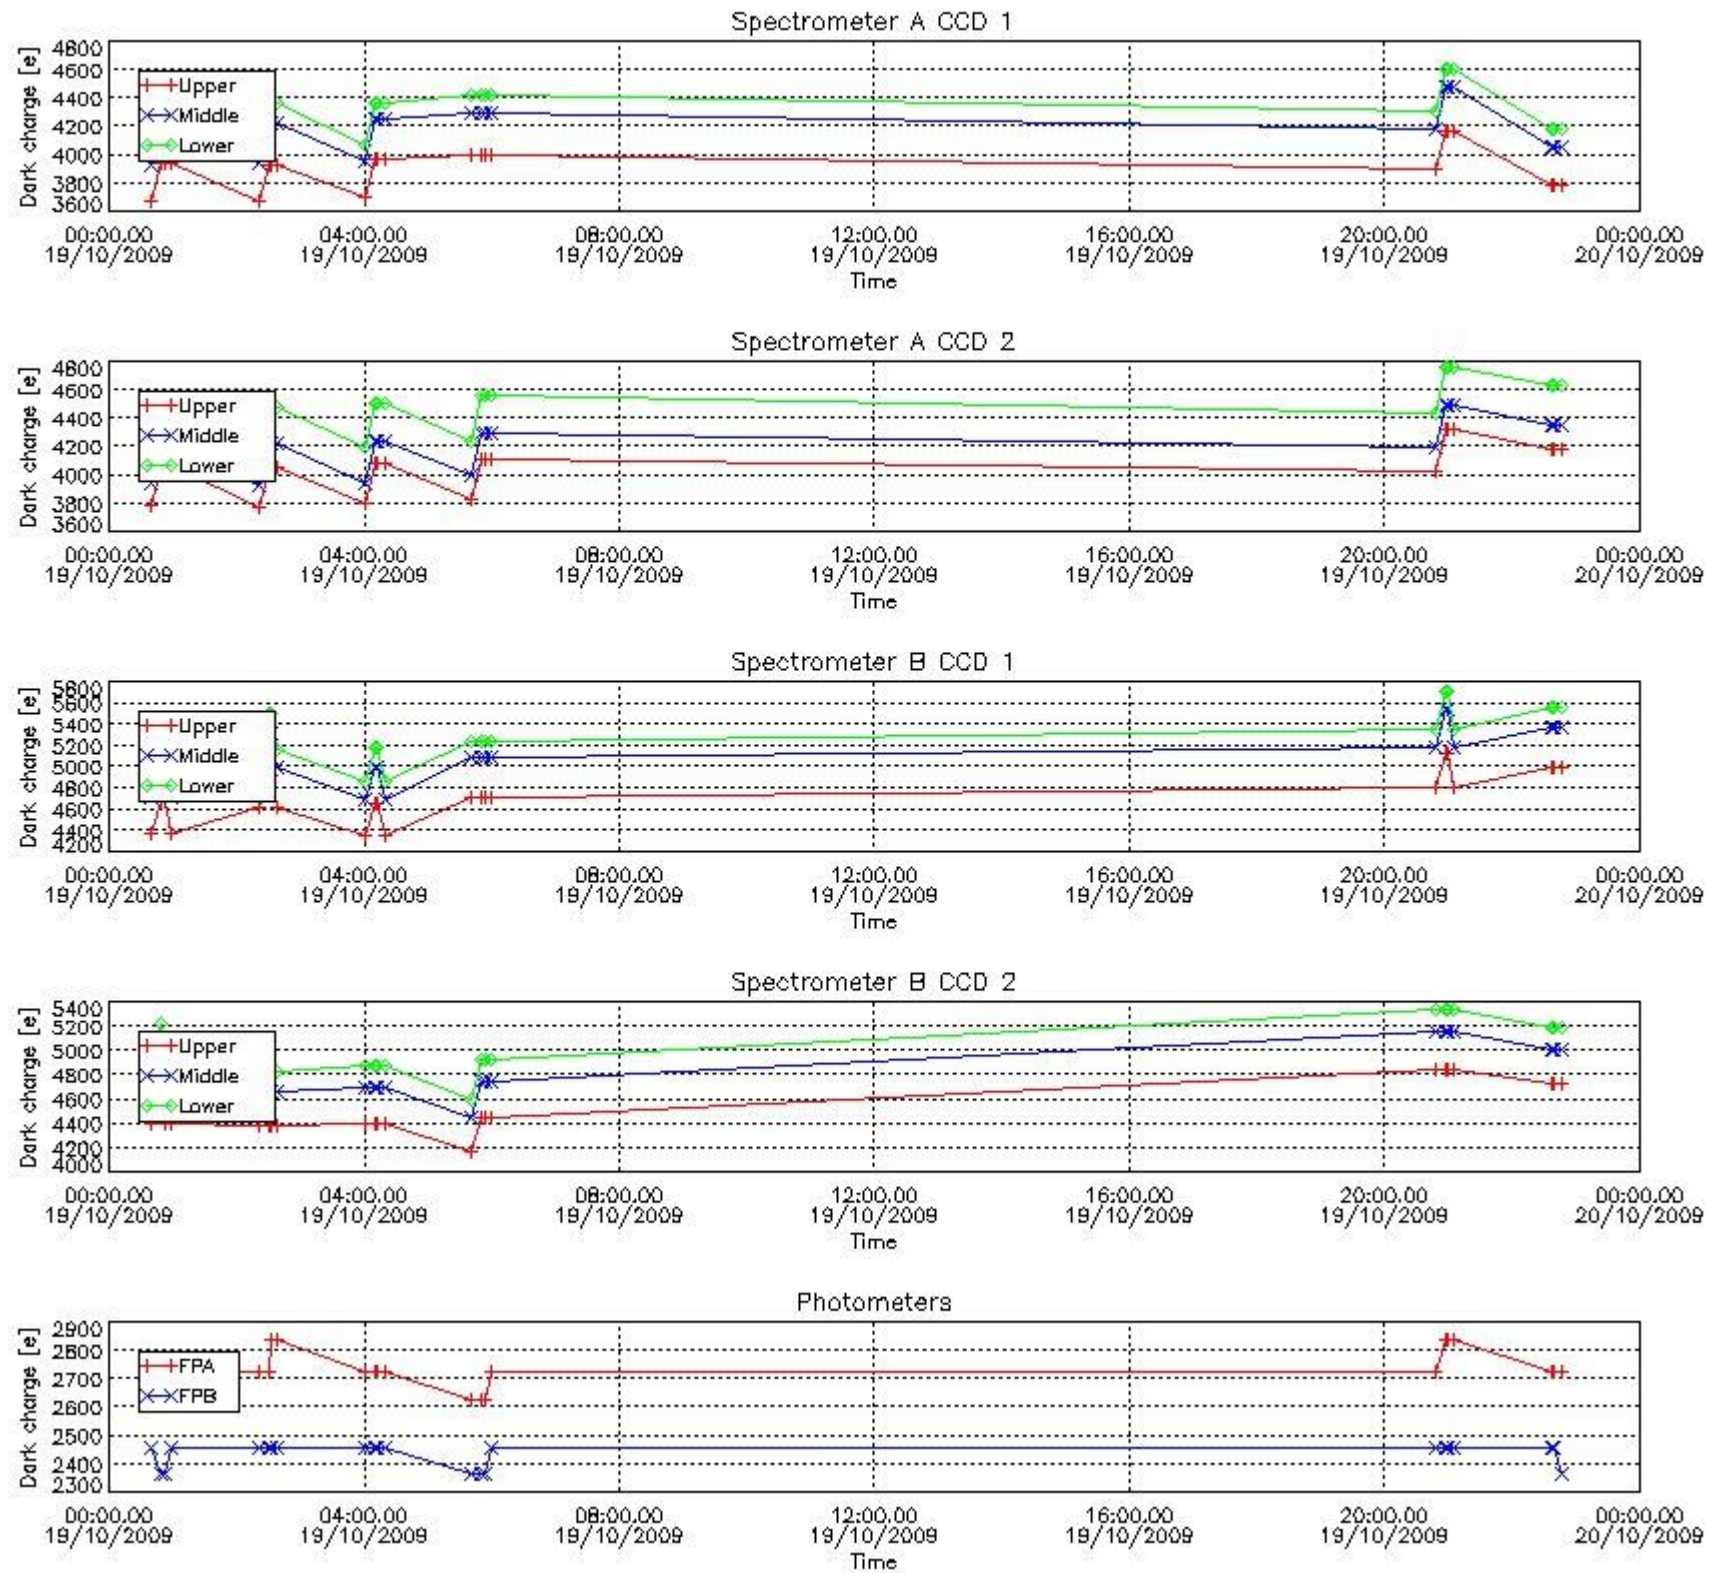 Spectrometer A CCD 1
Dark charge [e]
4800
4600
4400
4200
4000
3800
3600
Upper
Middle
Lower
00:00.00 04:00.00 08:00.00 12:00.00 16:00.00 20:00.00 00:00.00
19/10/2009 19/10/2009 19/10/2009 19/10/2009 19/10/2009 19/10/2009 20/10/2009
Time
Spectrometer A CCD 2
Dark charge [e]
4800
4600
4400
4200
4000
3800
3600
Upper
Middle
Lower
00:00.00 04:00.00 08:00.00 12:00.00 16:00.00 20:00.00 00:00.00
19/10/2009 19/10/2009 19/10/2009 19/10/2009 19/10/2009 19/10/2009 20/10/2009
Time
Spectrometer B CCD 1
Dark charge [e]
5800
5600
5400
5200
5000
4800
4600
4400
4200
Upper
Middle
Lower
00:00.00 04:00.00 08:00.00 12:00.00 16:00.00 20:00.00 00:00.00
19/10/2009 19/10/2009 19/10/2009 19/10/2009 19/10/2009 19/10/2009 20/10/2009
Time
Spectrometer B CCD 2
Dark charge [e]
5400
5200
5000
4800
4600
4400
4200
4000
Upper
Middle
Lower
00:00.00 04:00.00 08:00.00 12:00.00 16:00.00 20:00.00 00:00.00
19/10/2009 19/10/2009 19/10/2009 19/10/2009 19/10/2009 19/10/2009 20/10/2009
Time
Photometers
Dark charge [e]
2900
2800
2700
2600
2500
2400
2300
FPA
FPB
00:00.00 04:00.00 08:00.00 12:00.00 16:00.00 20:00.00 00:00.00
19/10/2009 19/10/2009 19/10/2009 19/10/2009 19/10/2009 19/10/2009 20/10/2009
Time